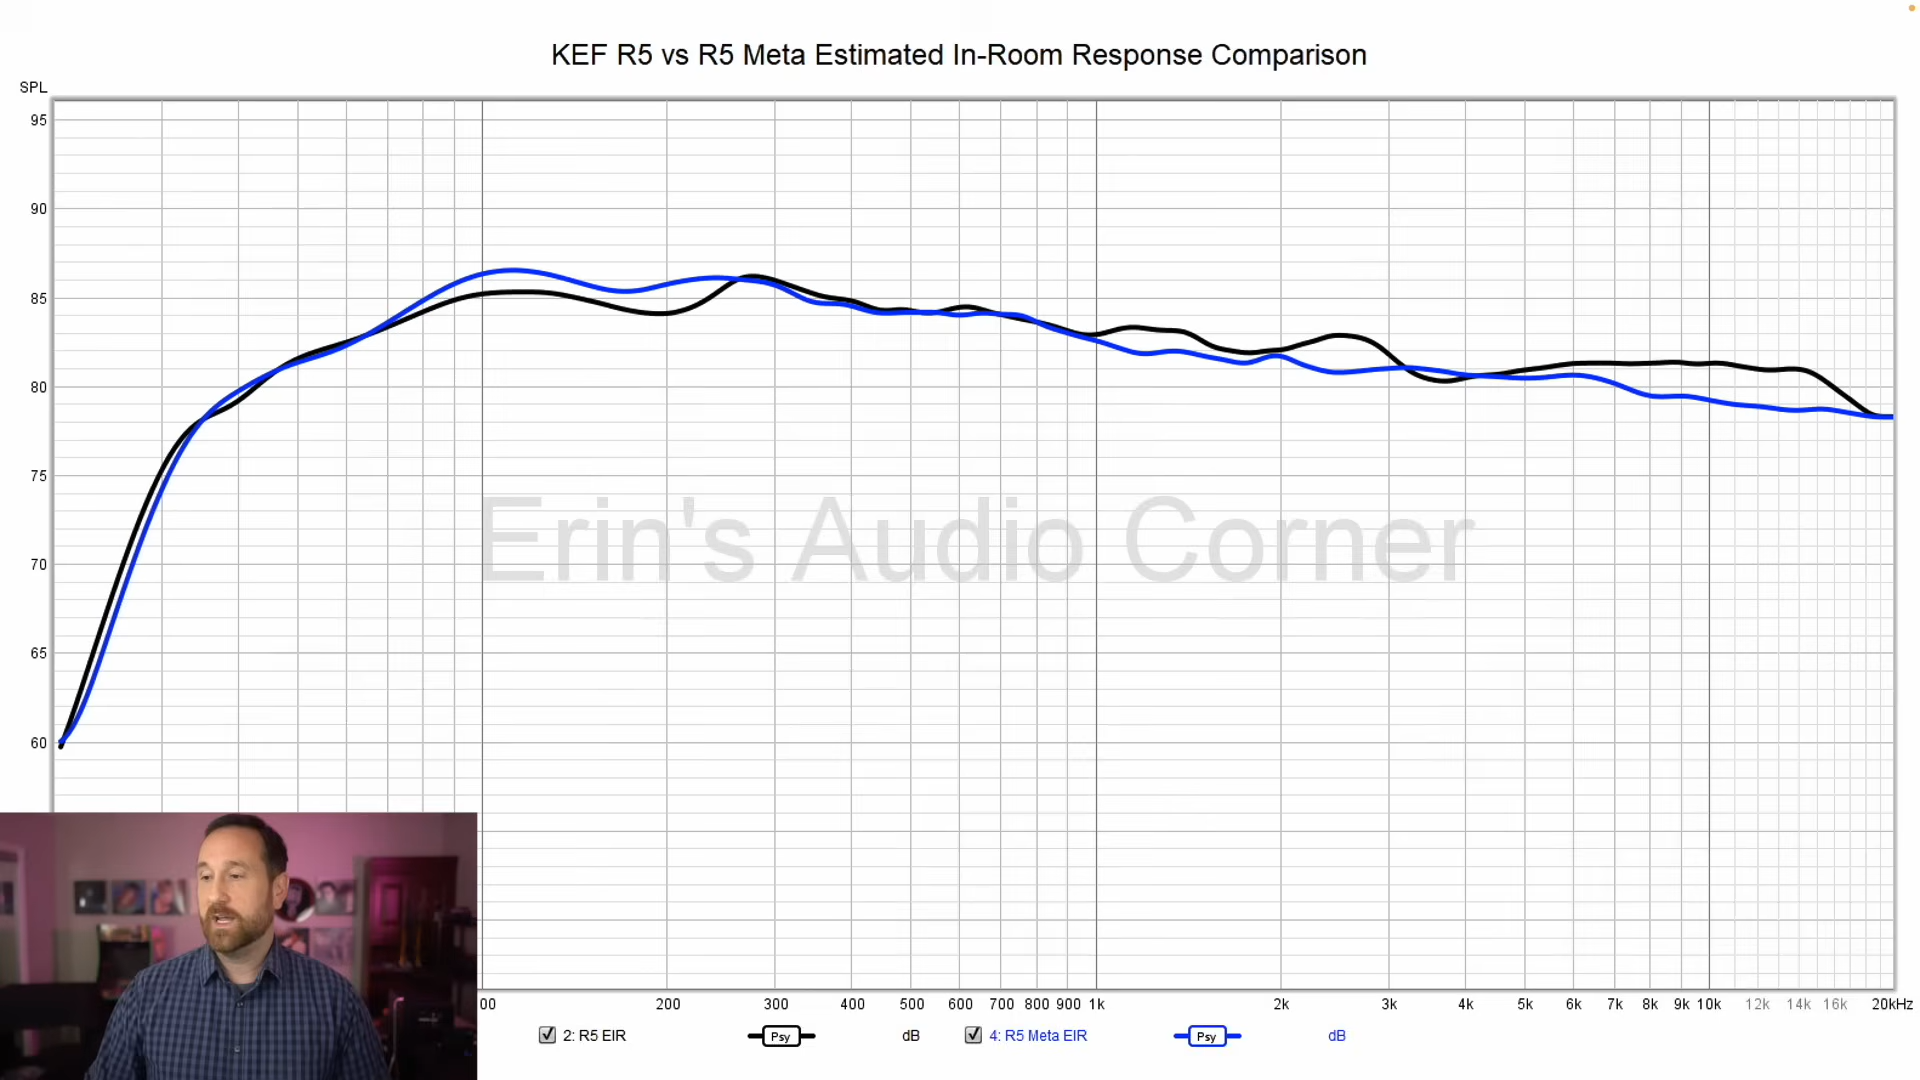 KEF R5 vs R5 Meta Estimated In-Room Response Comparison
SPL
95
90
85
80
75
70
65
60
Erin's Audio Corner
00 200 300 400 500 600 700 800 900 1k 2k 3k 4k 5k 6k 7k 8k 9k 10k 12k 14k 16k 20kHz
2: R5 EIR Psy dB 4: R5 Meta EIR Psy dB